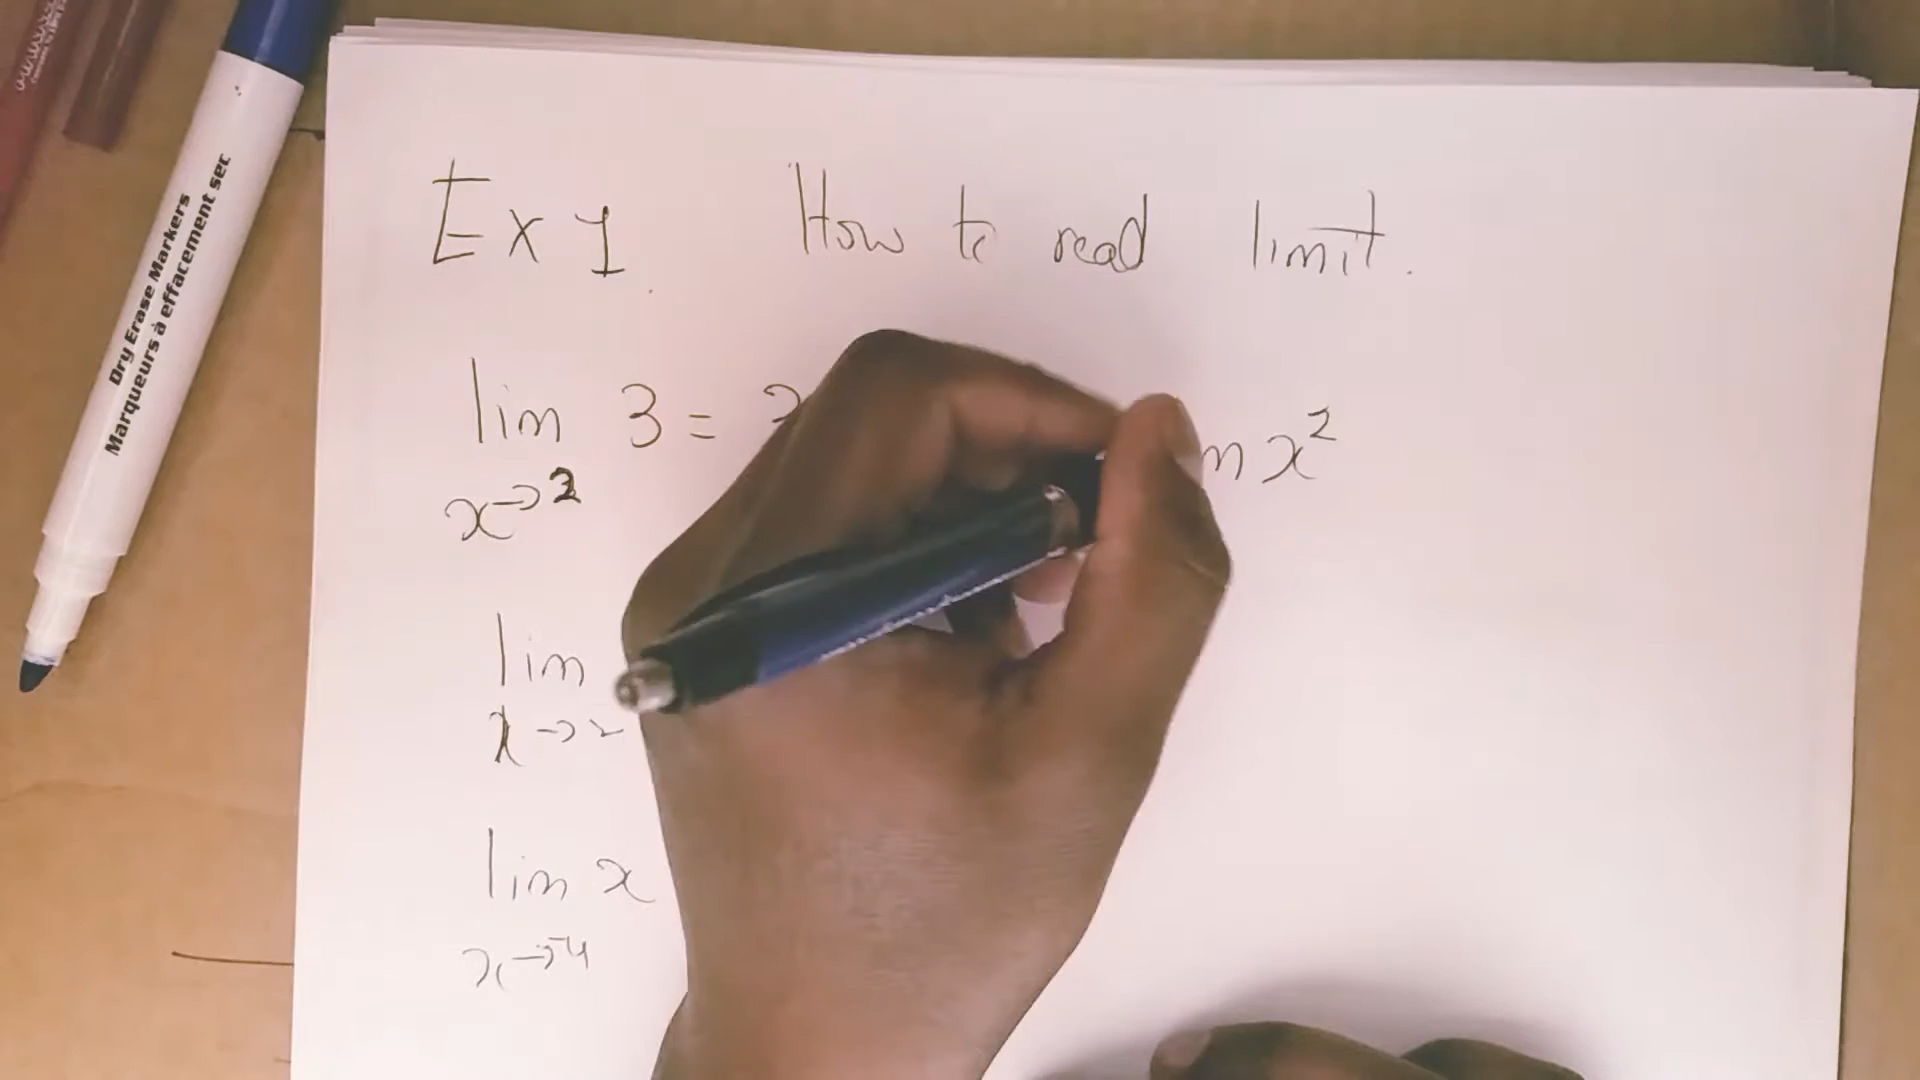 Dry Erase Markers
Marqueurs à effacement sec
Ex 1. How to read limit.
lim 3 =
x→2
m x²
lim
x→2
lim x
x→-4